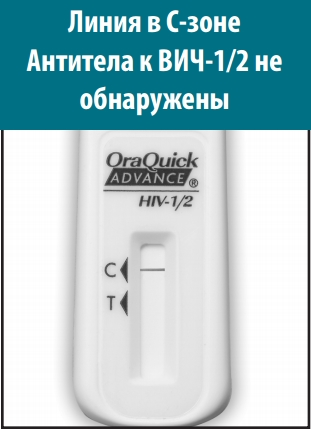 Линия в С-зоне
Антитела к ВИЧ-1/2 не
обнаружены
OraQuick
ADVANCE®
HIV-1/2
C
T